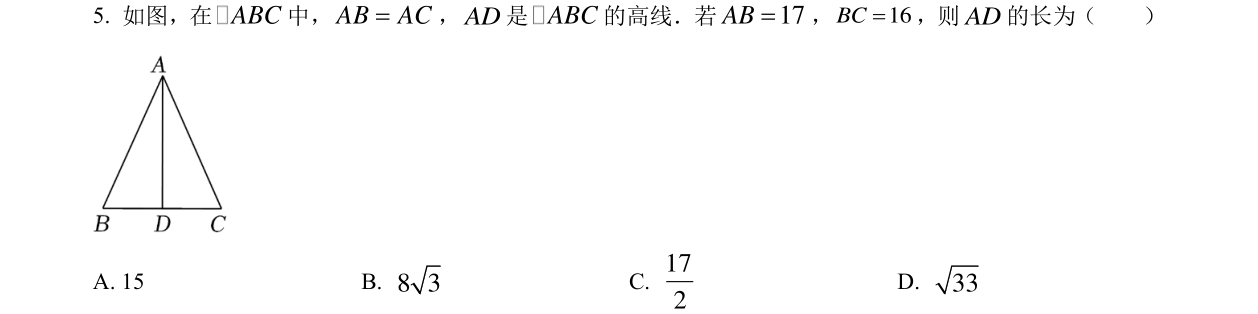 5. 如图，在□ABC 中，AB = AC，AD 是□ABC 的高线．若 AB = 17，BC = 16，则 AD 的长为（　　）
A
B D C
A. 15 B. 8√3 C. 17/2 D. √33